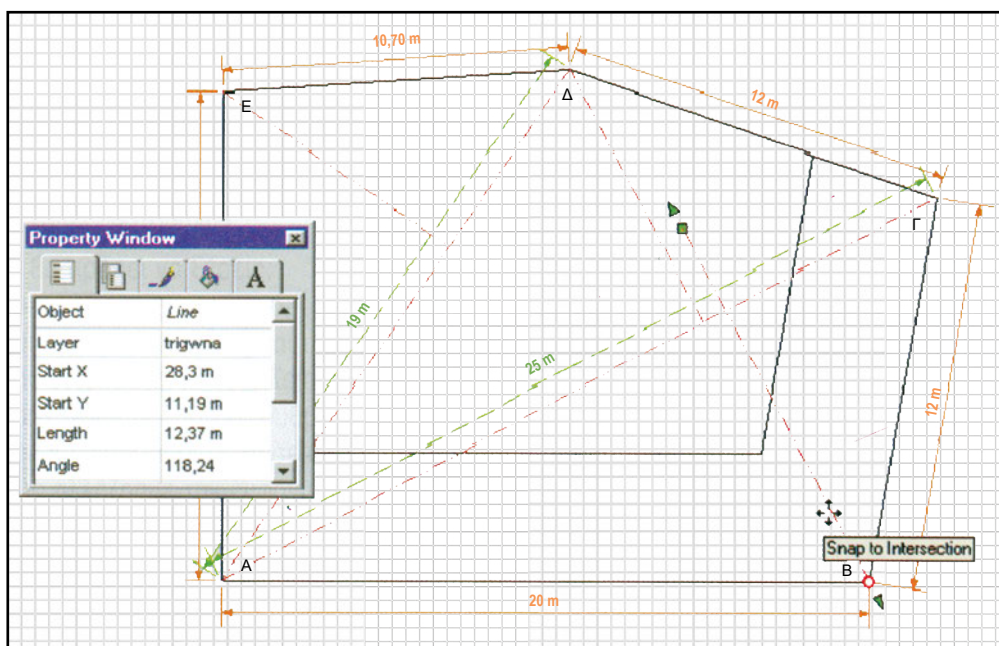 10,70 m
Ε
Δ
12 m
Γ
Property Window
Object Line
Layer trigwna
Start X 28,3 m
Start Y 11,19 m
Length 12,37 m
Angle 118,24
A
19 m
25 m
12 m
Snap to Intersection
B
20 m